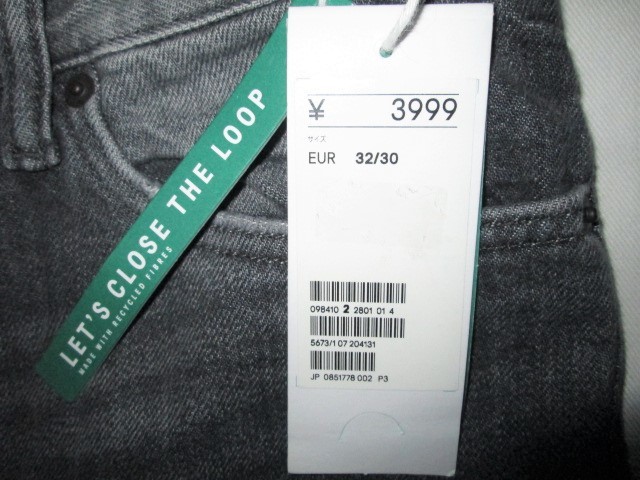 LET'S CLOSE THE LOOP
MADE WITH RECYCLED FIBRES
¥ 3999
サイズ
EUR 32/30
098410 2 2801 01 4
5673/1 07 204131
JP 0851778 002 P3